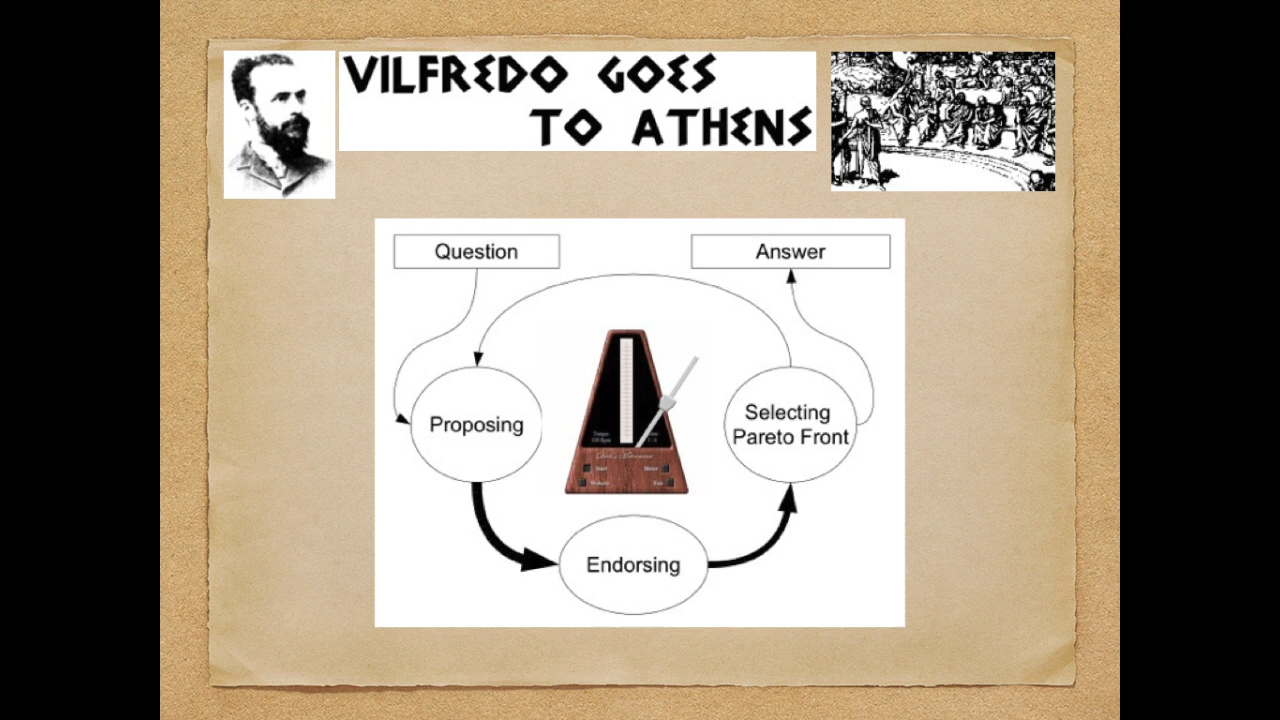 VILFREDO GOES
TO ATHENS
Question
Answer
Proposing
Selecting
Pareto Front
Endorsing